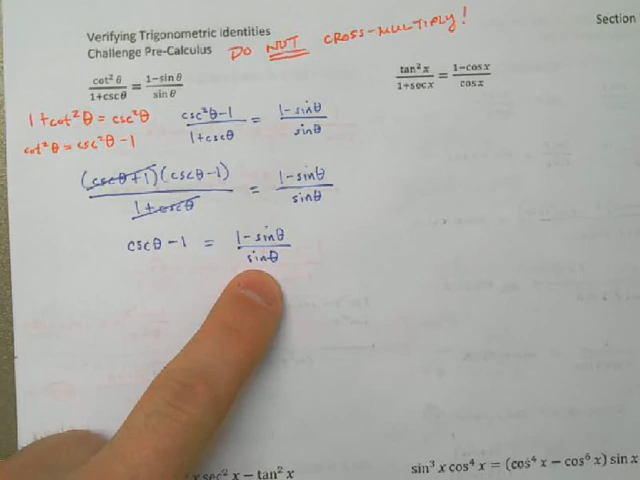 Verifying Trigonometric Identities
Section
Challenge Pre-Calculus
DO NOT CROSS-MULTIPLY!
cot²θ/1+cscθ = 1−sinθ/sinθ
tan²x/1+secx = 1−cosx/cosx
1+cot²θ = csc²θ
cot²θ = csc²θ−1
csc²θ−1/1+cscθ = 1−sinθ/sinθ
(cscθ+1)(cscθ−1)/1+cscθ = 1−sinθ/sinθ
cscθ−1 = 1−sinθ/sinθ
sec²x − tan²x
sin³x cos⁴x = (cos⁴x − cos⁶x) sinx